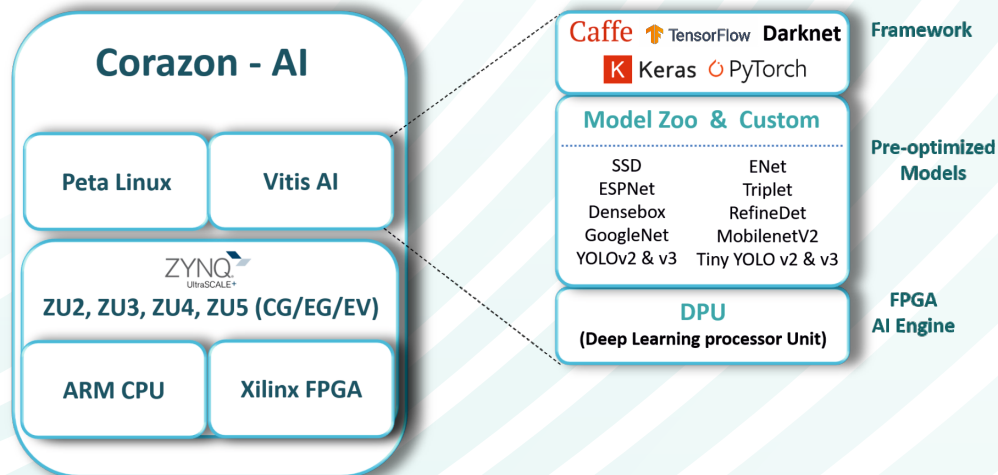 Corazon - AI
Peta Linux
Vitis AI
ZYNQ
UltraSCALE+
ZU2, ZU3, ZU4, ZU5 (CG/EG/EV)
ARM CPU
Xilinx FPGA
Caffe TensorFlow Darknet
K Keras PyTorch
Framework
Model Zoo & Custom
SSD ENet
ESPNet Triplet
Densebox RefineDet
GoogleNet MobilenetV2
YOLOv2 & v3 Tiny YOLO v2 & v3
Pre-optimized
Models
DPU
(Deep Learning processor Unit)
FPGA
AI Engine